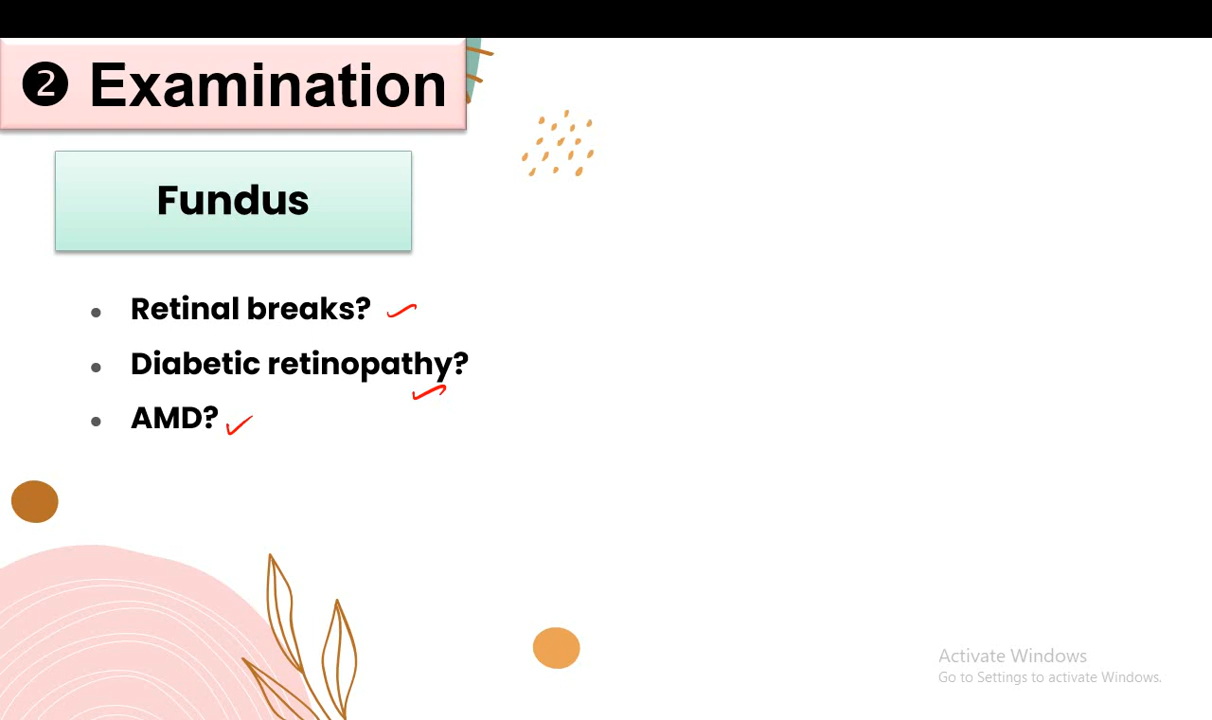 ❷ Examination
Fundus
• Retinal breaks?
• Diabetic retinopathy?
• AMD?
Activate Windows
Go to Settings to activate Windows.